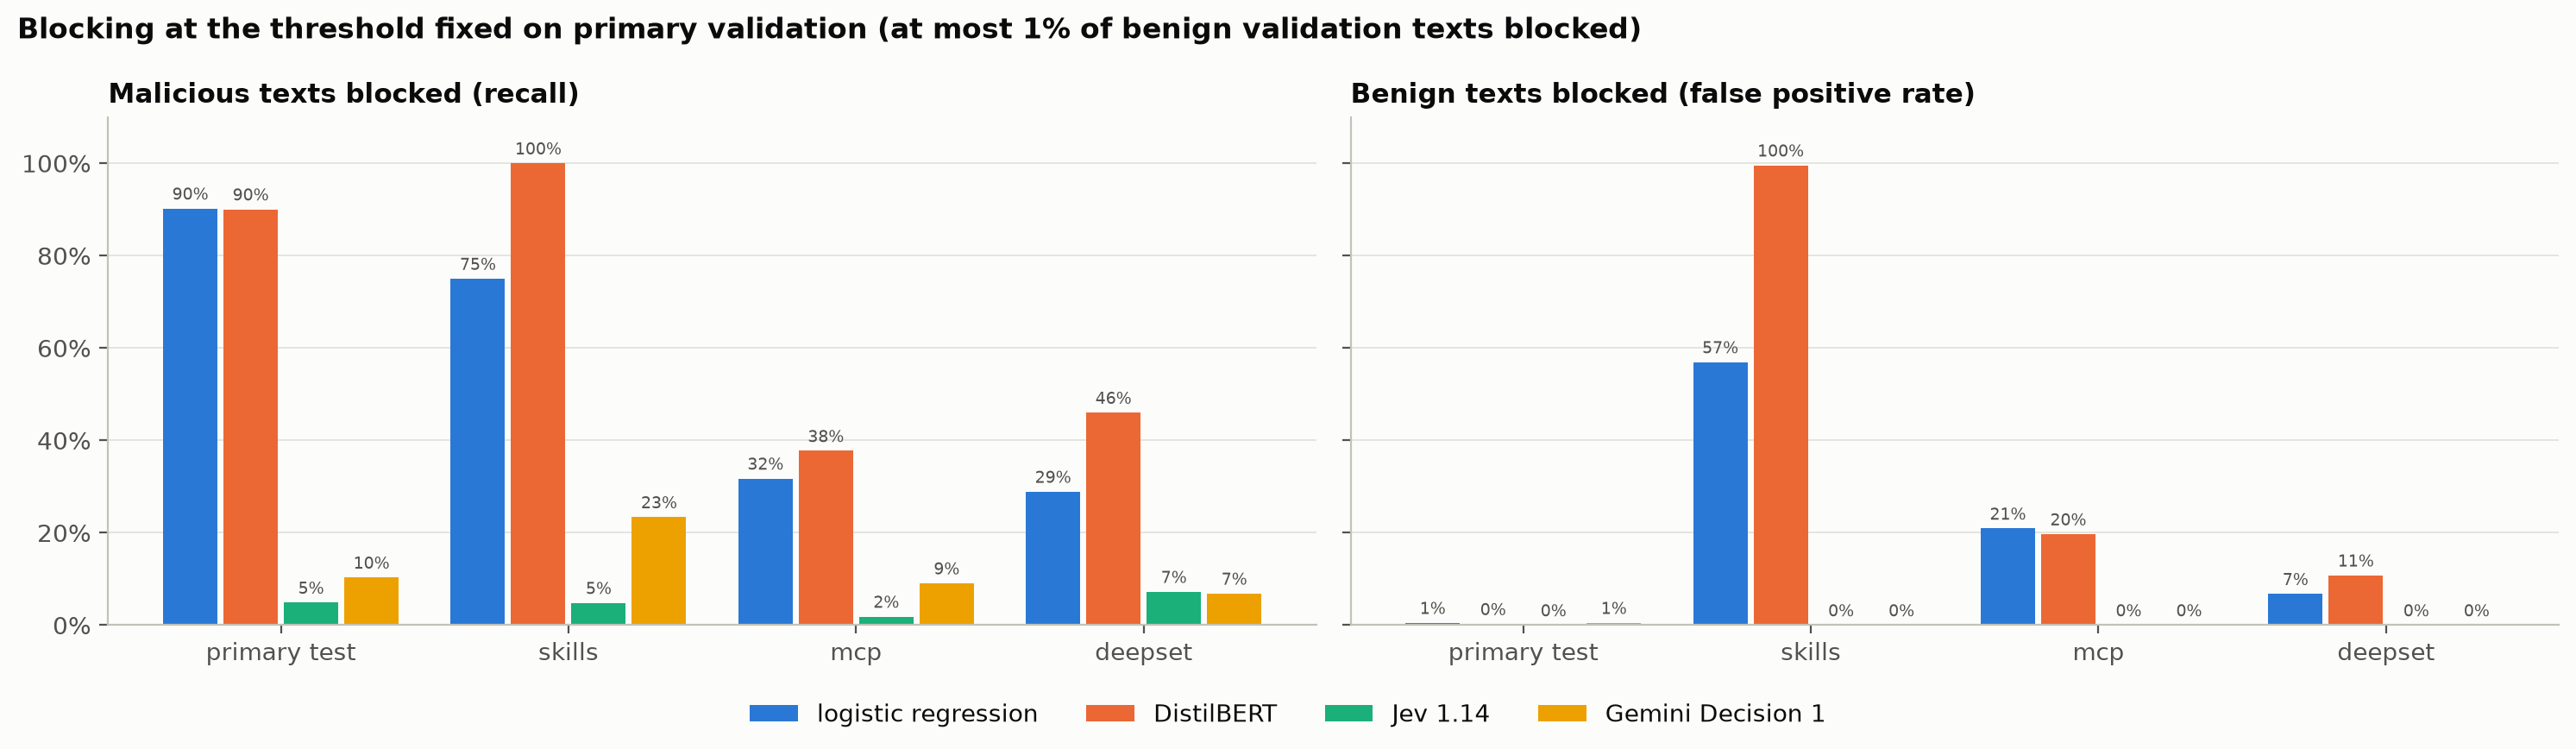 Blocking at the threshold fixed on primary validation (at most 1% of benign validation texts blocked)
Malicious texts blocked (recall)
100%
80%
60%
40%
20%
0%
90% 90% 5% 10%
75% 100% 5% 23%
32% 38% 2% 9%
29% 46% 7% 7%
primary test skills mcp deepset
Benign texts blocked (false positive rate)
1% 0% 0% 1%
57% 100% 0% 0%
21% 20% 0% 0%
7% 11% 0% 0%
primary test skills mcp deepset
logistic regression DistilBERT Jev 1.14 Gemini Decision 1